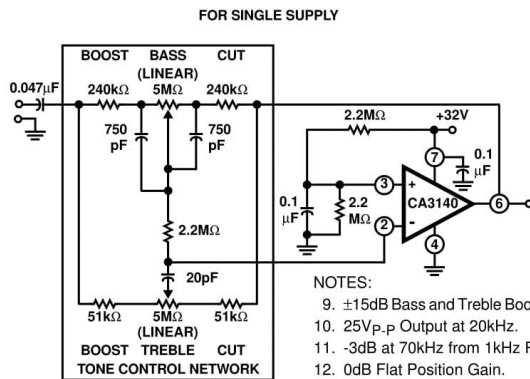 FOR SINGLE SUPPLY
BOOST BASS CUT
(LINEAR)
0.047μF 240kΩ 5MΩ 240kΩ
750 pF
750 pF
2.2MΩ
+32V
7
0.1 μF
3
+
CA3140
6
0.1 μF
2.2 MΩ
2
-
4
2.2MΩ
20pF
51kΩ 5MΩ 51kΩ
(LINEAR)
BOOST TREBLE CUT
TONE CONTROL NETWORK
NOTES:
9. ±15dB Bass and Treble Boo
10. 25VP-P Output at 20kHz.
11. -3dB at 70kHz from 1kHz R
12. 0dB Flat Position Gain.